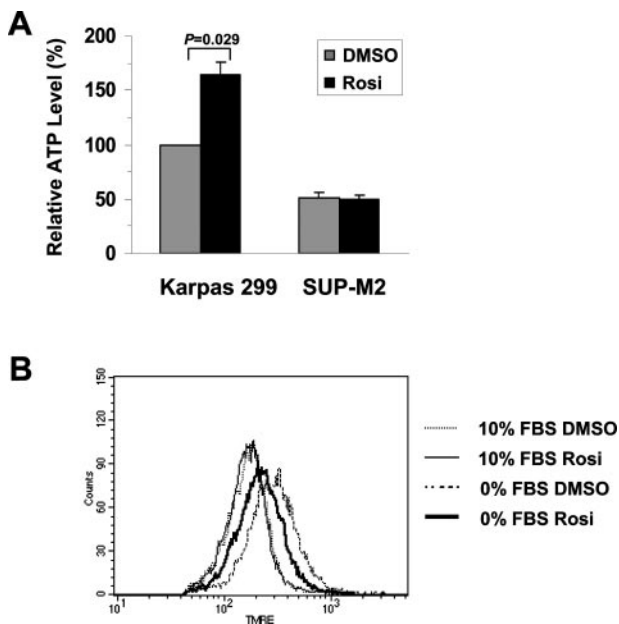 A
Relative ATP Level (%)
200
150
100
50
0
P=0.029
DMSO
Rosi
Karpas 299
SUP-M2
B
Counts
150
120
90
60
30
0
10¹
10²
10³
TMRE
10% FBS DMSO
10% FBS Rosi
0% FBS DMSO
0% FBS Rosi